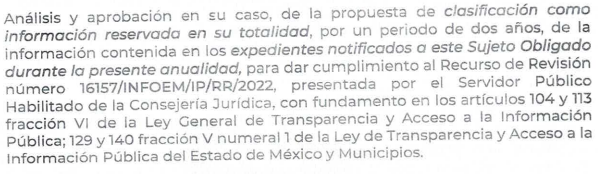 Análisis y aprobación en su caso, de la propuesta de clasificación como
información reservada en su totalidad, por un periodo de dos años, de la
información contenida en los expedientes notificados a este Sujeto Obligado
durante la presente anualidad, para dar cumplimiento al Recurso de Revisión
número 16157/INFOEM/IP/RR/2022, presentada por el Servidor Público
Habilitado de la Consejería Jurídica, con fundamento en los artículos 104 y 113
fracción VI de la Ley General de Transparencia y Acceso a la Información
Pública; 129 y 140 fracción V numeral 1 de la Ley de Transparencia y Acceso a la
Información Pública del Estado de México y Municipios.